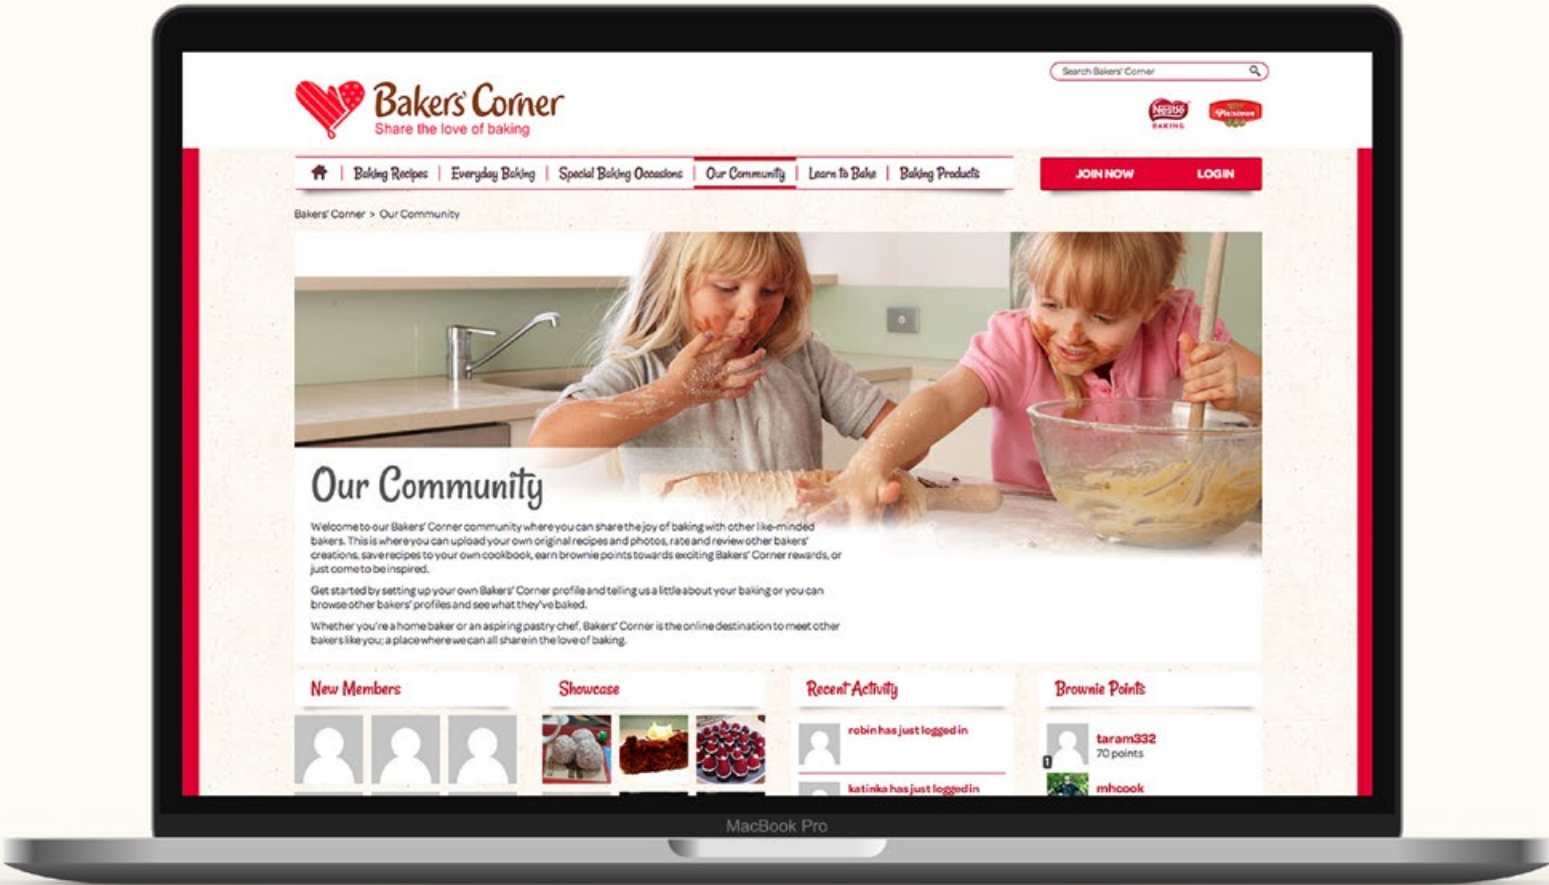 Search Bakers' Corner
Bakers' Corner
Share the love of baking
Nestlé
BAKING
Baking Recipes
Everyday Baking
Special Baking Occasions
Our Community
Learn to Bake
Baking Products
JOIN NOW
LOGIN
Bakers' Corner > Our Community
Our Community
Welcome to our Bakers' Corner community where you can share the joy of baking with other like-minded
bakers. This is where you can upload your own original recipes and photos, rate and review other bakers'
creations, save recipes to your own cookbook, earn brownie points towards exciting Bakers' Corner rewards, or
just come to be inspired.
Get started by setting up your own Bakers' Corner profile and telling us a little about your baking or you can
browse other bakers' profiles and see what they've baked.
Whether you're a home baker or an aspiring pastry chef, Bakers' Corner is the online destination to meet other
bakers like you; a place where we can all share in the love of baking.
New Members
Showcase
Recent Activity
Brownie Points
robin has just logged in
katinka has just logged in
1
taram332
70 points
mhcook
MacBook Pro